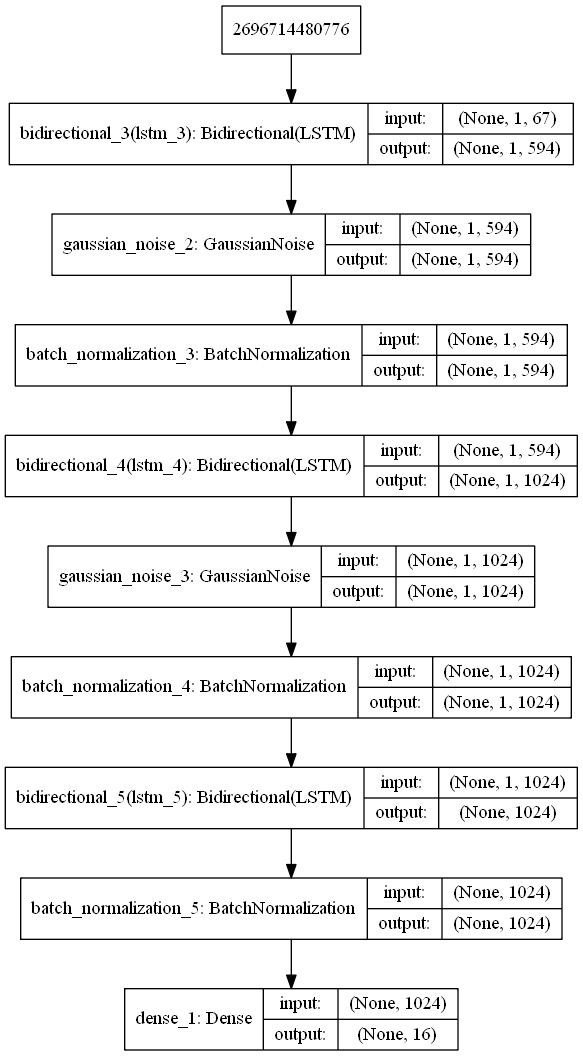 2696714480776
bidirectional_3(lstm_3): Bidirectional(LSTM)
input: (None, 1, 67)
output: (None, 1, 594)
gaussian_noise_2: GaussianNoise
input: (None, 1, 594)
output: (None, 1, 594)
batch_normalization_3: BatchNormalization
input: (None, 1, 594)
output: (None, 1, 594)
bidirectional_4(lstm_4): Bidirectional(LSTM)
input: (None, 1, 594)
output: (None, 1, 1024)
gaussian_noise_3: GaussianNoise
input: (None, 1, 1024)
output: (None, 1, 1024)
batch_normalization_4: BatchNormalization
input: (None, 1, 1024)
output: (None, 1, 1024)
bidirectional_5(lstm_5): Bidirectional(LSTM)
input: (None, 1, 1024)
output: (None, 1024)
batch_normalization_5: BatchNormalization
input: (None, 1024)
output: (None, 1024)
dense_1: Dense
input: (None, 1024)
output: (None, 16)